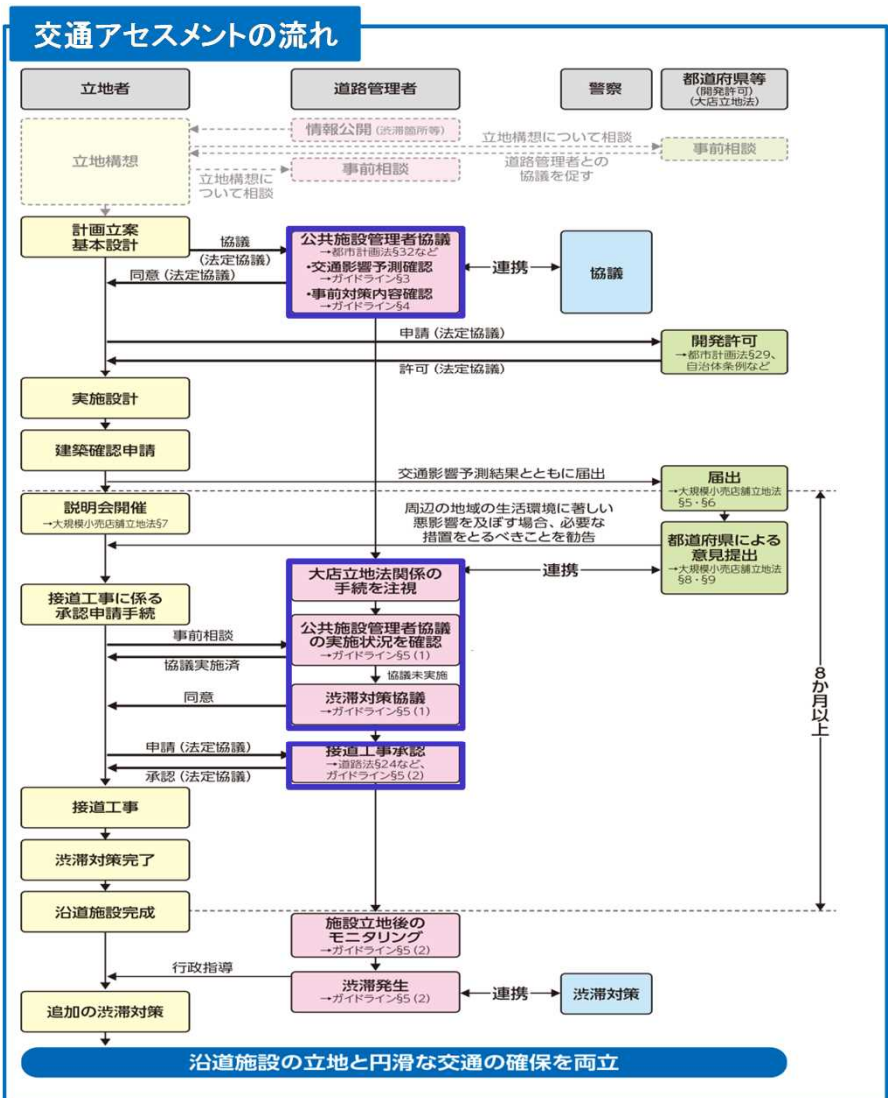 交通アセスメントの流れ
立地者
道路管理者
警察
都道府県等
(開発許可)
(大店立地法)
情報公開(渋滞箇所等)
立地構想について相談
立地構想
事前相談
事前相談
立地構想に
ついて相談
道路管理者との
協議を促す
計画立案
基本設計
協議
(法定協議)
同意(法定協議)
公共施設管理者協議
→都市計画法§32など
・交通影響予測確認
→ガイドライン§3
・事前対策内容確認
→ガイドライン§4
連携
協議
申請(法定協議)
許可(法定協議)
開発許可
→都市計画法§29、
自治体条例など
実施設計
建築確認申請
交通影響予測結果とともに届出
届出
→大規模小売店舗立地法
§5・§6
説明会開催
→大規模小売店舗立地法§7
周辺の地域の生活環境に著しい
悪影響を及ぼす場合、必要な
措置をとるべきことを勧告
都道府県による
意見提出
→大規模小売店舗立地法
§8・§9
大店立地法関係の
手続を注視
連携
接道工事に係る
承認申請手続
事前相談
協議実施済
公共施設管理者協議
の実施状況を確認
→ガイドライン§5(1)
協議未実施
同意
渋滞対策協議
→ガイドライン§5(1)
8か月以上
申請(法定協議)
承認(法定協議)
接道工事承認
→道路法§24など、
ガイドライン§5(2)
接道工事
渋滞対策完了
沿道施設完成
施設立地後の
モニタリング
→ガイドライン§5(2)
行政指導
渋滞発生
→ガイドライン§5(2)
連携
渋滞対策
追加の渋滞対策
沿道施設の立地と円滑な交通の確保を両立